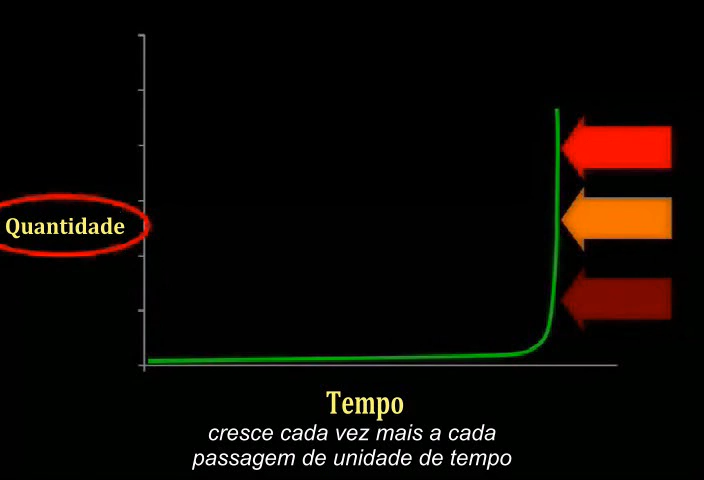 Quantidade
Tempo
cresce cada vez mais a cada
passagem de unidade de tempo